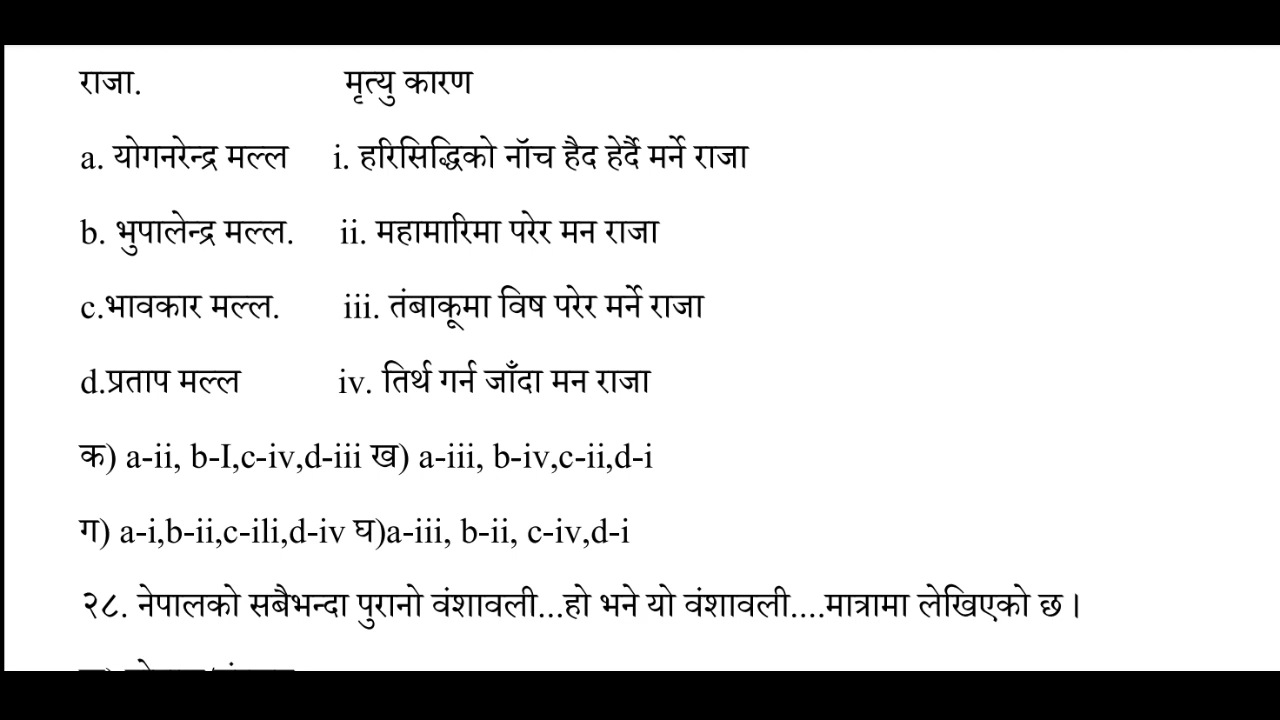 राजा. मृत्यु कारण
a. योगनरेन्द्र मल्ल i. हरिसिद्धिको नॉच हैद हेर्दै मर्ने राजा
b. भुपालेन्द्र मल्ल. ii. महामारिमा परेर मन राजा
c.भावकार मल्ल. iii. तंबाकूमा विष परेर मर्ने राजा
d.प्रताप मल्ल iv. तिर्थ गर्न जाँदा मन राजा
क) a-ii, b-I,c-iv,d-iii ख) a-iii, b-iv,c-ii,d-i
ग) a-i,b-ii,c-ili,d-iv घ)a-iii, b-ii, c-iv,d-i
२८. नेपालको सबैभन्दा पुरानो वंशावली...हो भने यो वंशावली....मात्रामा लेखिएको छ।